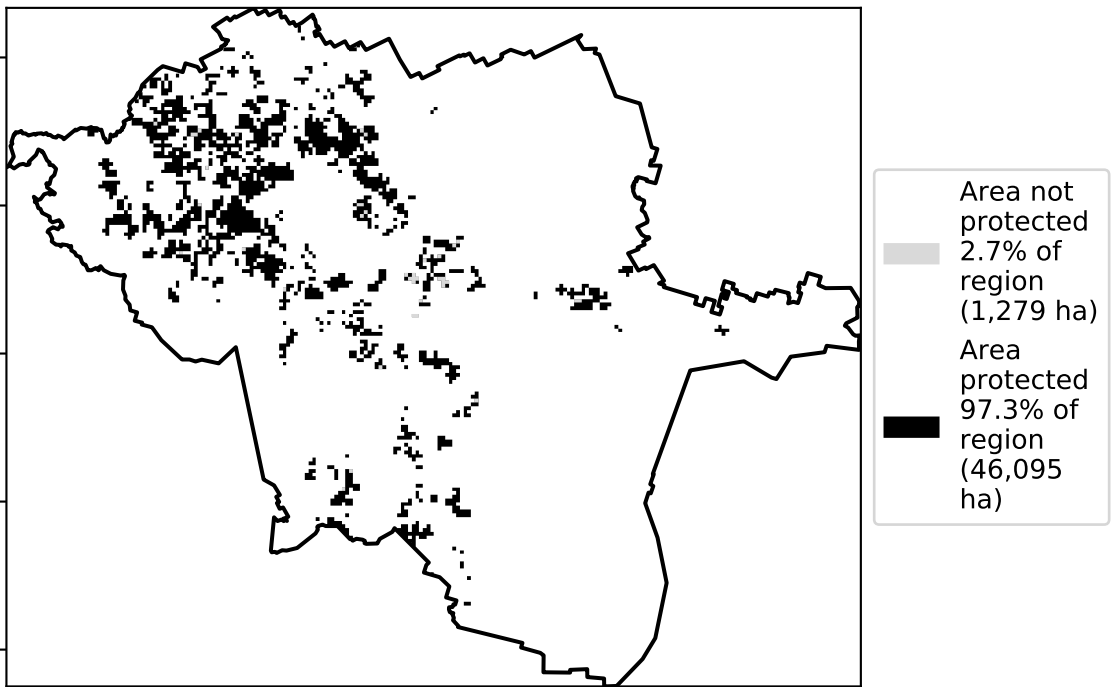 Area not
protected
2.7% of
region
(1,279 ha)
Area
protected
97.3% of
region
(46,095
ha)